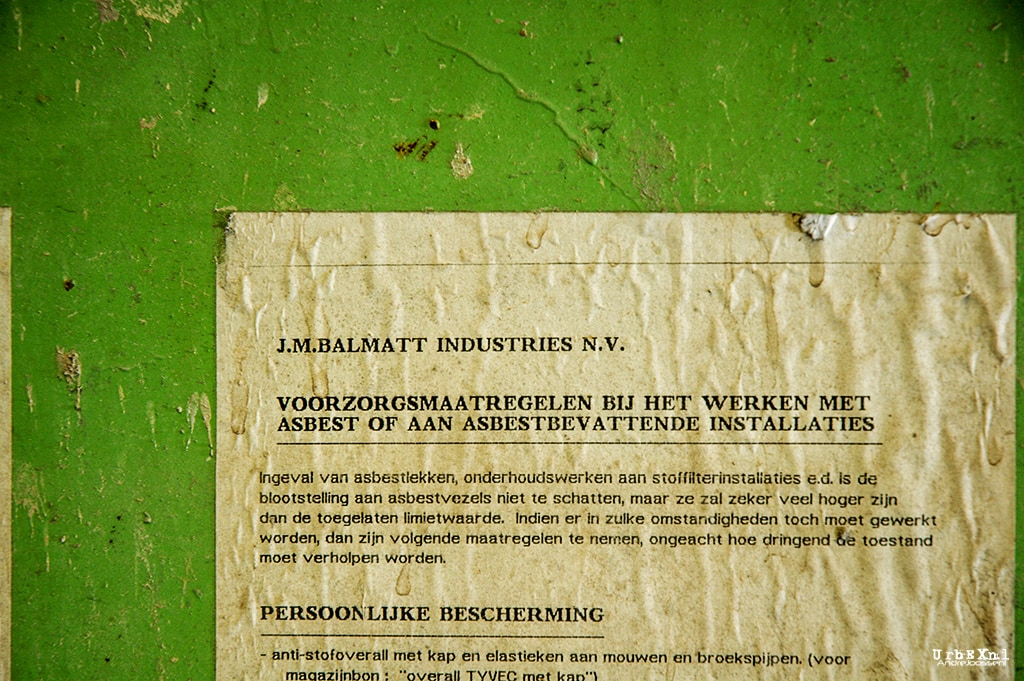 J.M.BALMATT INDUSTRIES N.V.
VOORZORGSMAATREGELEN BIJ HET WERKEN MET
ASBEST OF AAN ASBESTBEVATTENDE INSTALLATIES
Ingeval van asbestlekken, onderhoudswerken aan stoffilterinstallaties e.d. is de
blootstelling aan asbestvezels niet te schatten, maar ze zal zeker veel hoger zijn
dan de toegelaten limietwaarde. Indien er in zulke omstandigheden toch moet gewerkt
worden, dan zijn volgende maatregelen te nemen, ongeacht hoe dringend de toestand
moet verholpen worden.
PERSOONLIJKE BESCHERMING
- anti-stofoverall met kap en elastieken aan mouwen en broekspijpen. (voor
magazijnbon : "overall TYVEC met kap")
UrbEXnl